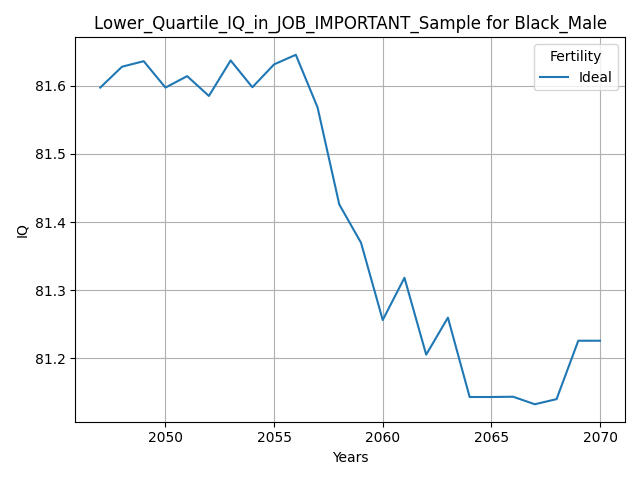 Lower_Quartile_IQ_in_JOB_IMPORTANT_Sample for Black_Male
Fertility
Ideal
81.6
81.5
81.4
81.3
81.2
IQ
2050
2055
2060
2065
2070
Years